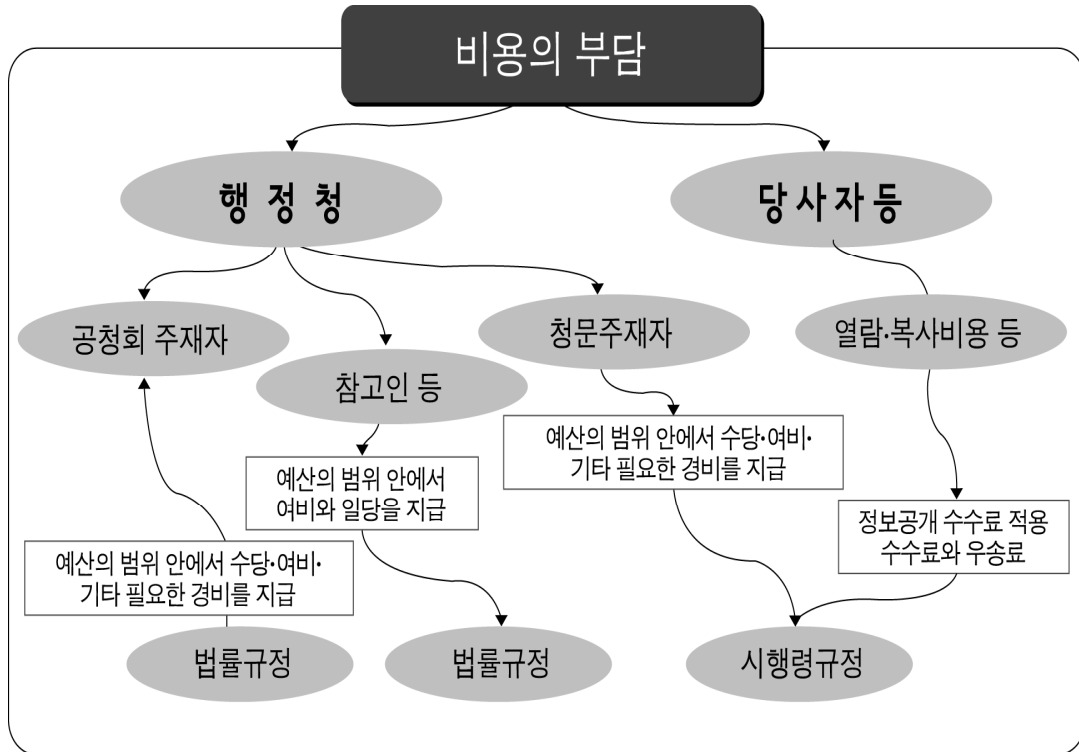 비용의 부담
행 정 청
당 사 자 등
공청회 주재자
참고인 등
청문주재자
열람·복사비용 등
예산의 범위 안에서 수당·여비·
기타 필요한 경비를 지급
예산의 범위 안에서
여비와 일당을 지급
정보공개 수수료 적용
수수료와 우송료
예산의 범위 안에서 수당·여비·
기타 필요한 경비를 지급
법률규정
법률규정
시행령규정